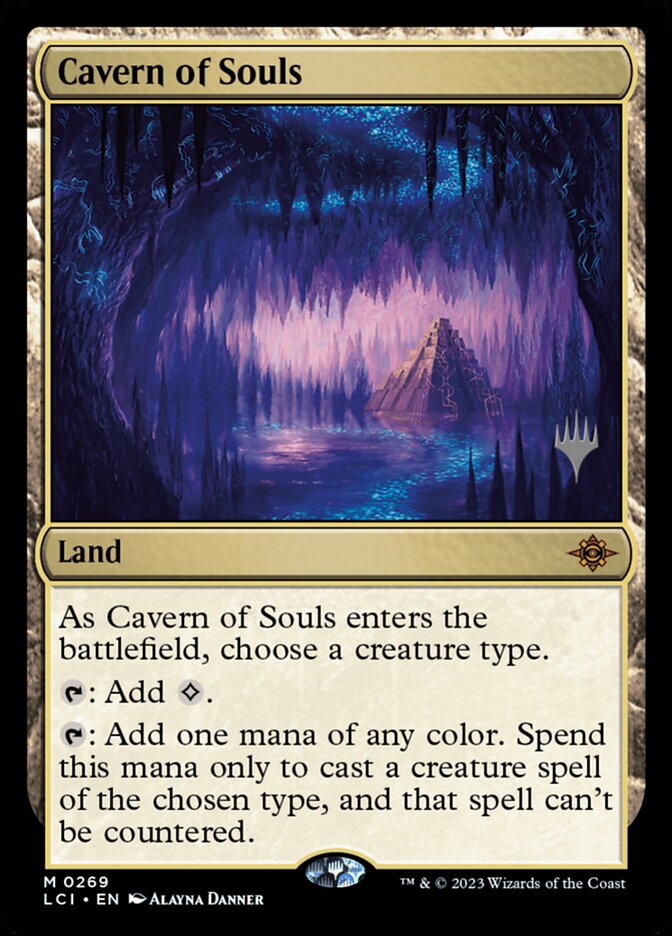 Cavern of Souls
Land
As Cavern of Souls enters the
battlefield, choose a creature type.
: Add .
: Add one mana of any color. Spend
this mana only to cast a creature spell
of the chosen type, and that spell can't
be countered.
M 0269
LCI • EN Alayna Danner
™ & © 2023 Wizards of the Coast